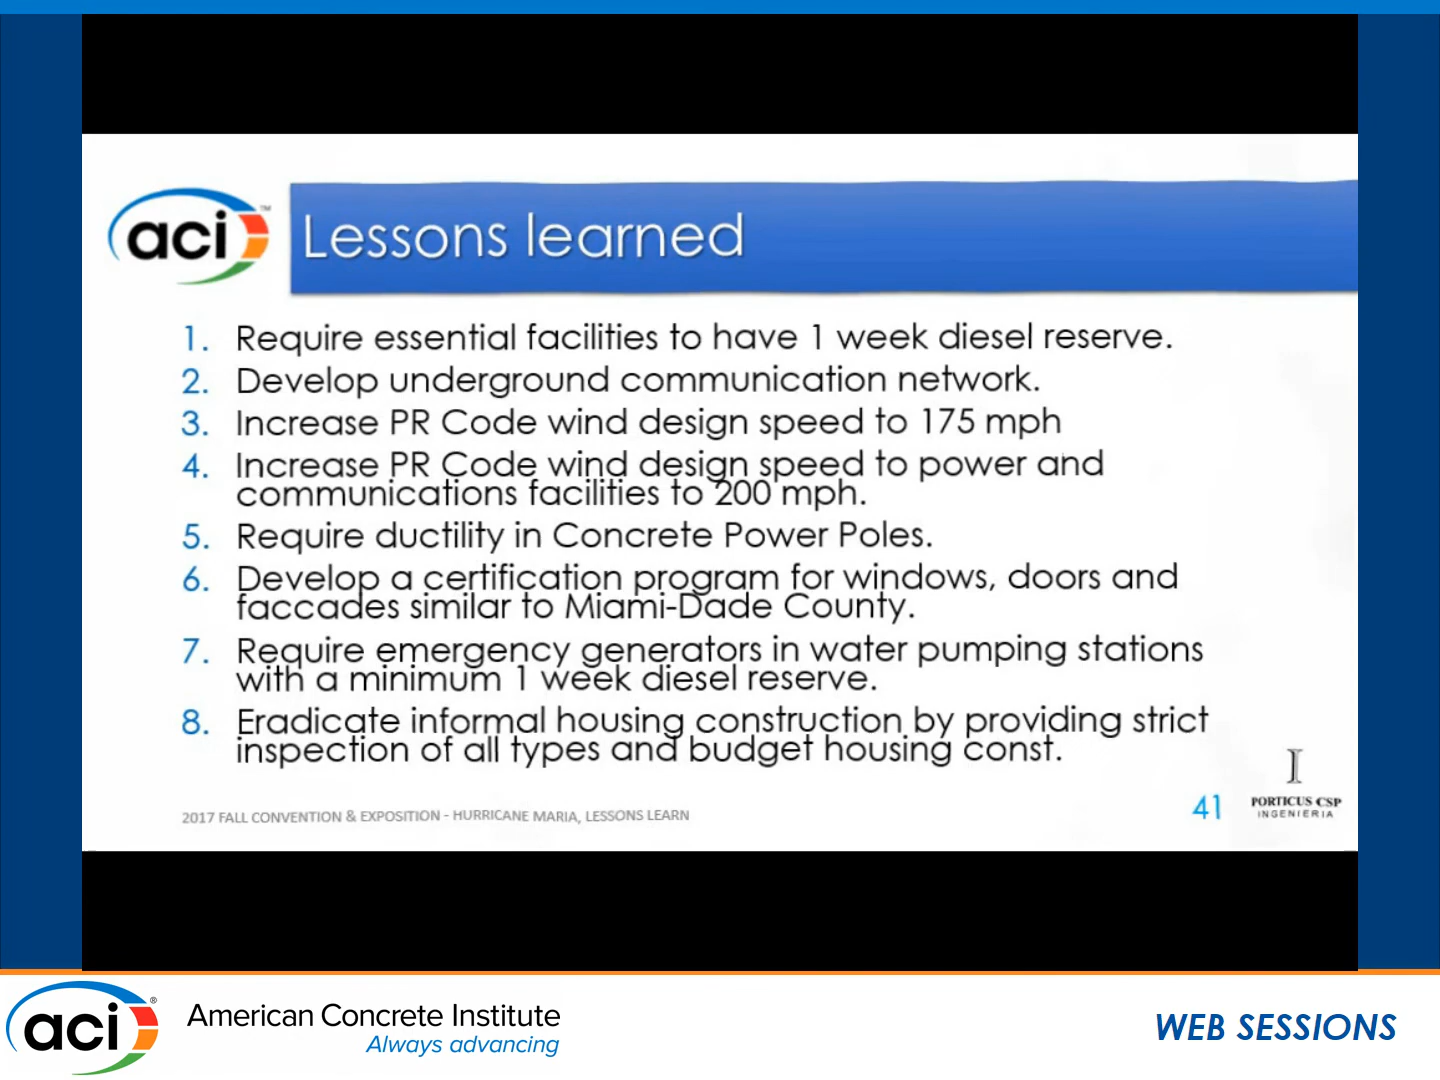 aci™
Lessons learned
1. Require essential facilities to have 1 week diesel reserve.
2. Develop underground communication network.
3. Increase PR Code wind design speed to 175 mph
4. Increase PR Code wind design speed to power and
communications facilities to 200 mph.
5. Require ductility in Concrete Power Poles.
6. Develop a certification program for windows, doors and
faccades similar to Miami-Dade County.
7. Require emergency generators in water pumping stations
with a minimum 1 week diesel reserve.
8. Eradicate informal housing construction by providing strict
inspection of all types and budget housing const.
2017 FALL CONVENTION & EXPOSITION - HURRICANE MARIA, LESSONS LEARN
41
I
PORTICUS CSP
INGENIERIA
aci®
American Concrete Institute
Always advancing
WEB SESSIONS